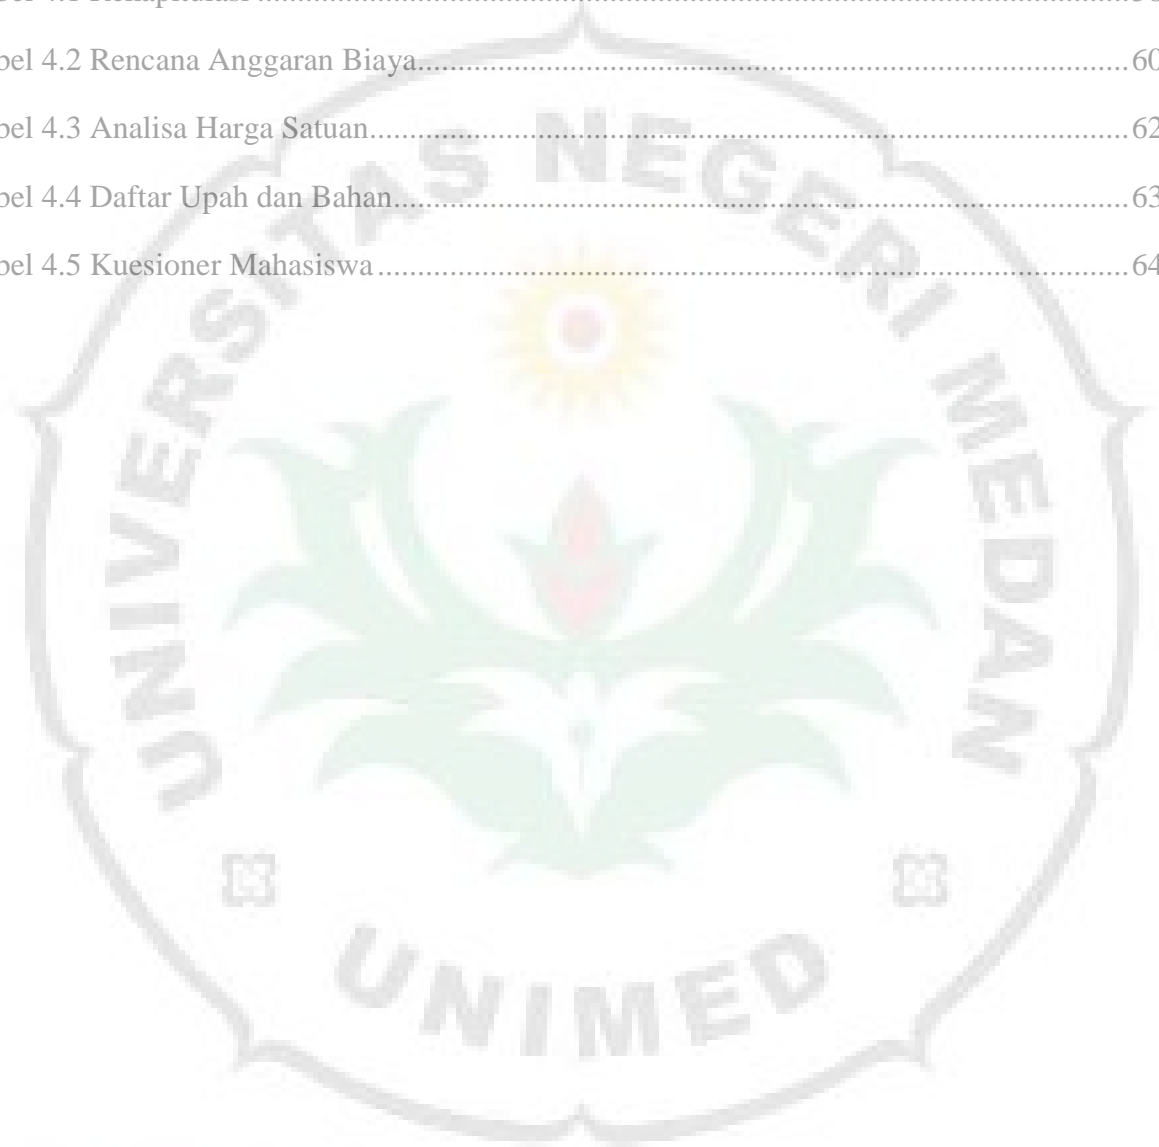 bel 4.2 Rencana Anggaran Biaya.......... 60
bel 4.3 Analisa Harga Satuan.......... 62
bel 4.4 Daftar Upah dan Bahan.......... 63
bel 4.5 Kuesioner Mahasiswa.......... 64
UNIVERSITAS NEGERI MEDAN
UNIMED